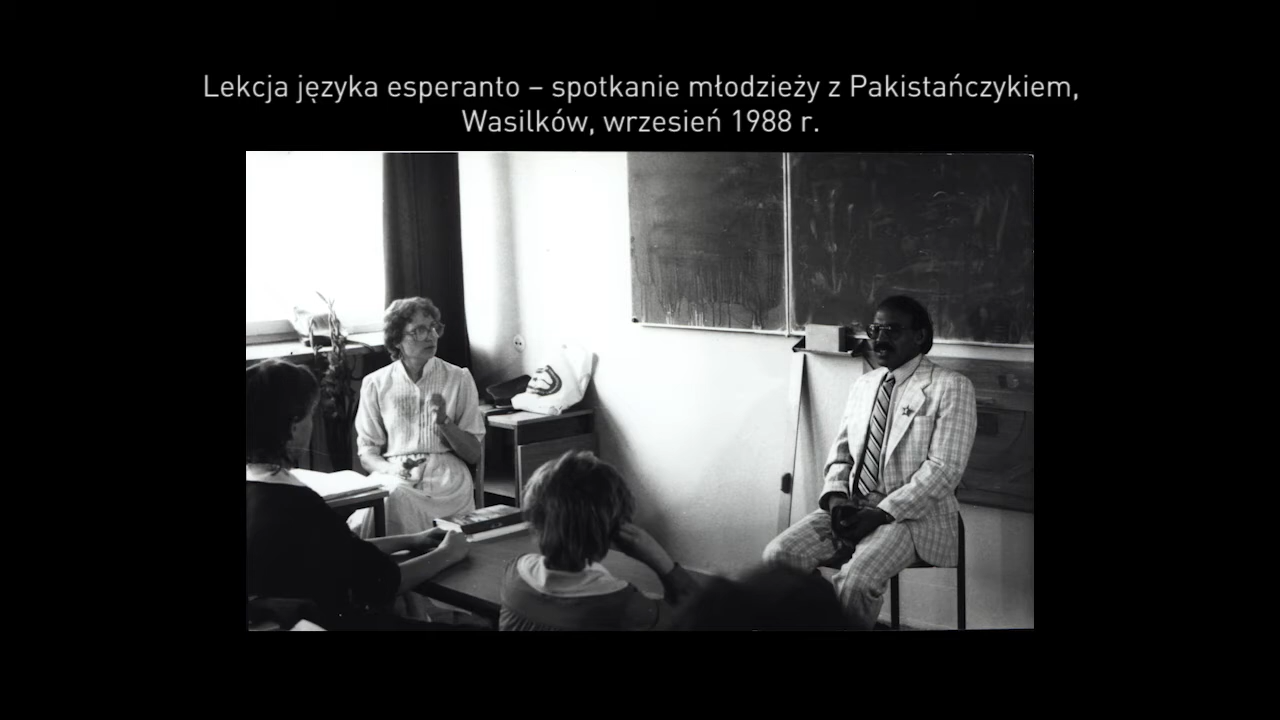 Lekcja języka esperanto – spotkanie młodzieży z Pakistańczykiem,
Wasilków, wrzesień 1988 r.